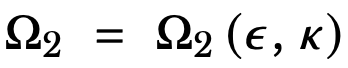 Ω₂ = Ω₂ (ϵ, κ)